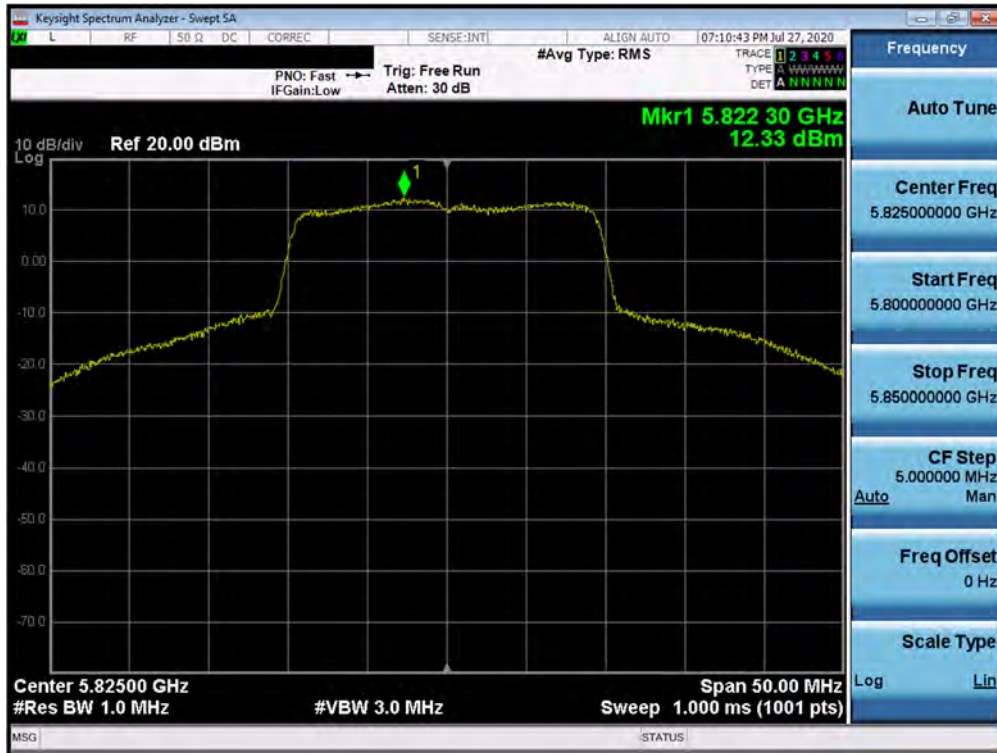 Keysight Spectrum Analyzer - Swept SA
L RF 50 Ω DC CORREC SENSE:INT ALIGN AUTO 07:10:43 PM Jul 27, 2020
#Avg Type: RMS
TRACE 1 2 3 4 5 6
PNO: Fast Trig: Free Run
TYPE A WWWWW
IFGain:Low Atten: 30 dB
DET A N N N N N
Mkr1 5.822 30 GHz
12.33 dBm
10 dB/div Ref 20.00 dBm
Log
1
10.0
0.00
-10.0
-20.0
-30.0
-40.0
-50.0
-60.0
-70.0
Center 5.82500 GHz Span 50.00 MHz
#Res BW 1.0 MHz #VBW 3.0 MHz Sweep 1.000 ms (1001 pts)
MSG STATUS
Frequency
Auto Tune
Center Freq
5.825000000 GHz
Start Freq
5.800000000 GHz
Stop Freq
5.850000000 GHz
CF Step
5.000000 MHz
Auto Man
Freq Offset
0 Hz
Scale Type
Log Lin